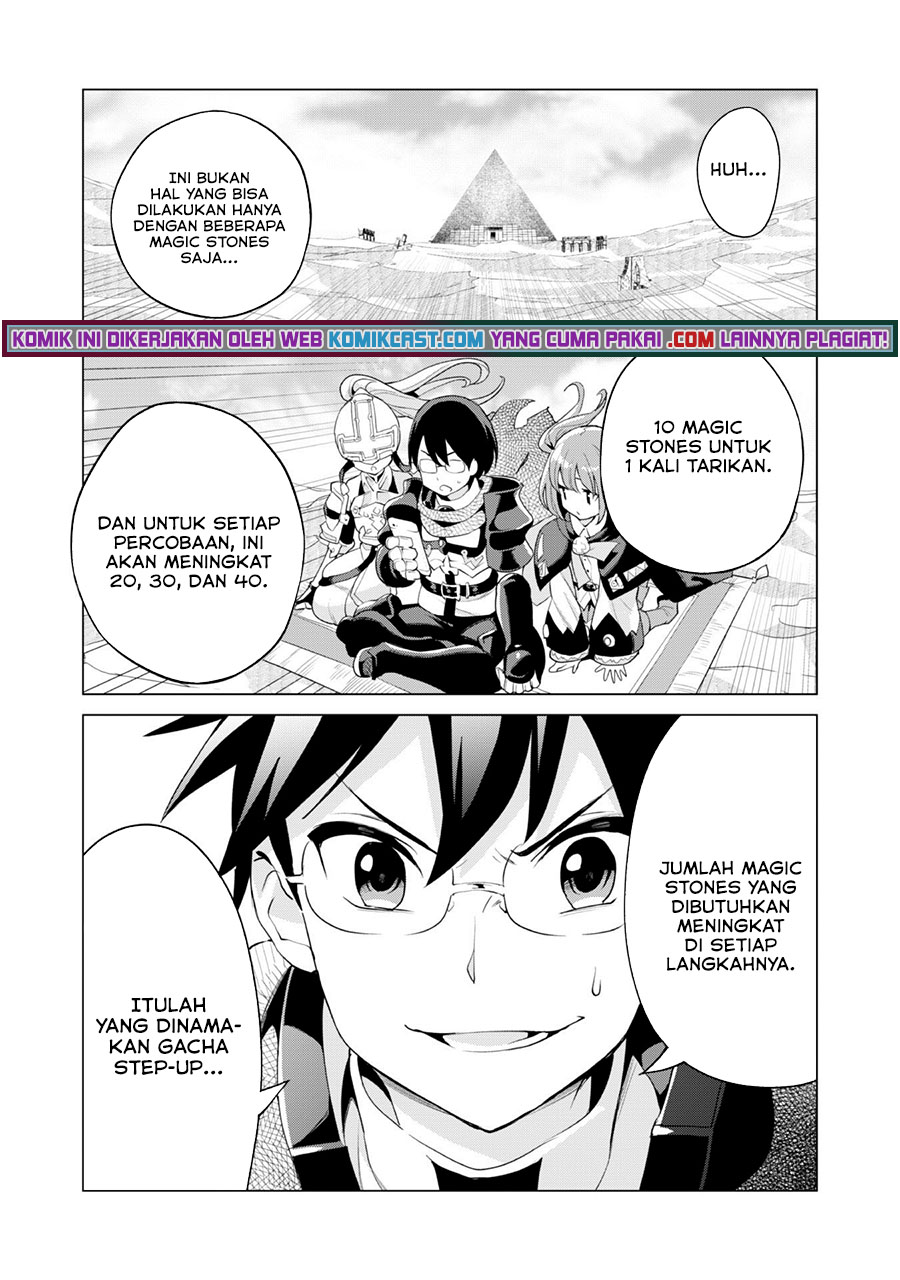 HUH...
INI BUKAN
HAL YANG BISA
DILAKUKAN HANYA
DENGAN BEBERAPA
MAGIC STONES
SAJA...
KOMIK INI DIKERJAKAN OLEH WEB KOMIKCAST.COM YANG CUMA PAKAI .COM LAINNYA PLAGIAT!
10 MAGIC
STONES UNTUK
1 KALI TARIKAN.
DAN UNTUK SETIAP
PERCOBAAN, INI
AKAN MENINGKAT
20, 30, DAN 40.
JUMLAH MAGIC
STONES YANG
DIBUTUHKAN
MENINGKAT
DI SETIAP
LANGKAHNYA.
ITULAH
YANG DINAMA-
KAN GACHA
STEP-UP...